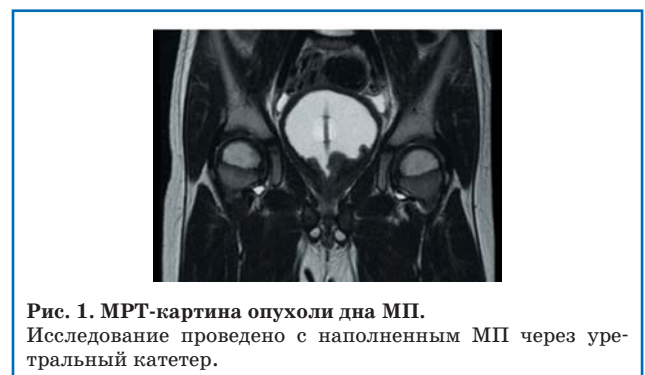 Рис. 1. МРТ-картина опухоли дна МП.
Исследование проведено с наполненным МП через уре-
тральный катетер.